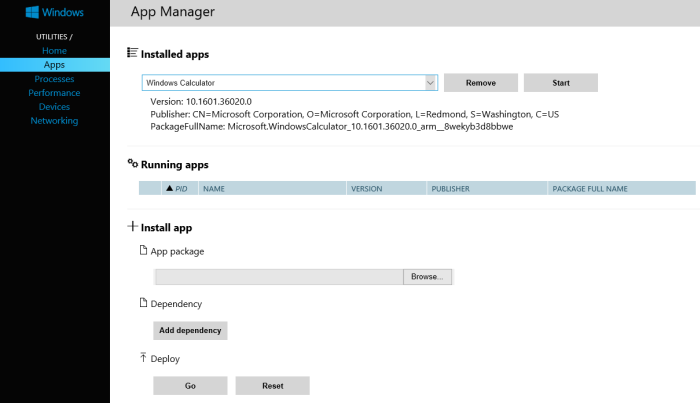 Windows
App Manager
UTILITIES /
Home
Apps
Processes
Performance
Devices
Networking
Installed apps
Windows Calculator
Remove
Start
Version: 10.1601.36020.0
Publisher: CN=Microsoft Corporation, O=Microsoft Corporation, L=Redmond, S=Washington, C=US
PackageFullName: Microsoft.WindowsCalculator_10.1601.36020.0_arm__8wekyb3d8bbwe
Running apps
▲ PID NAME VERSION PUBLISHER PACKAGE FULL NAME
Install app
App package
Browse...
Dependency
Add dependency
Deploy
Go
Reset